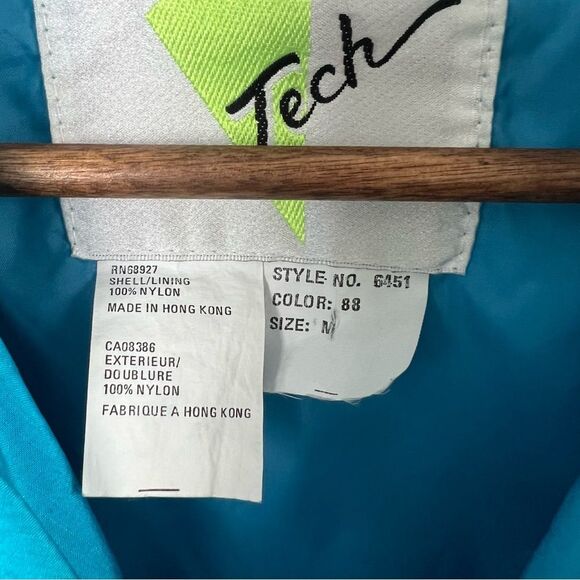 Tech
RN68927
SHELL/LINING
100% NYLON
MADE IN HONG KONG
CA08386
EXTERIEUR/
DOUBLURE
100% NYLON
FABRIQUE A HONG KONG
STYLE NO. 6451
COLOR: 88
SIZE: M